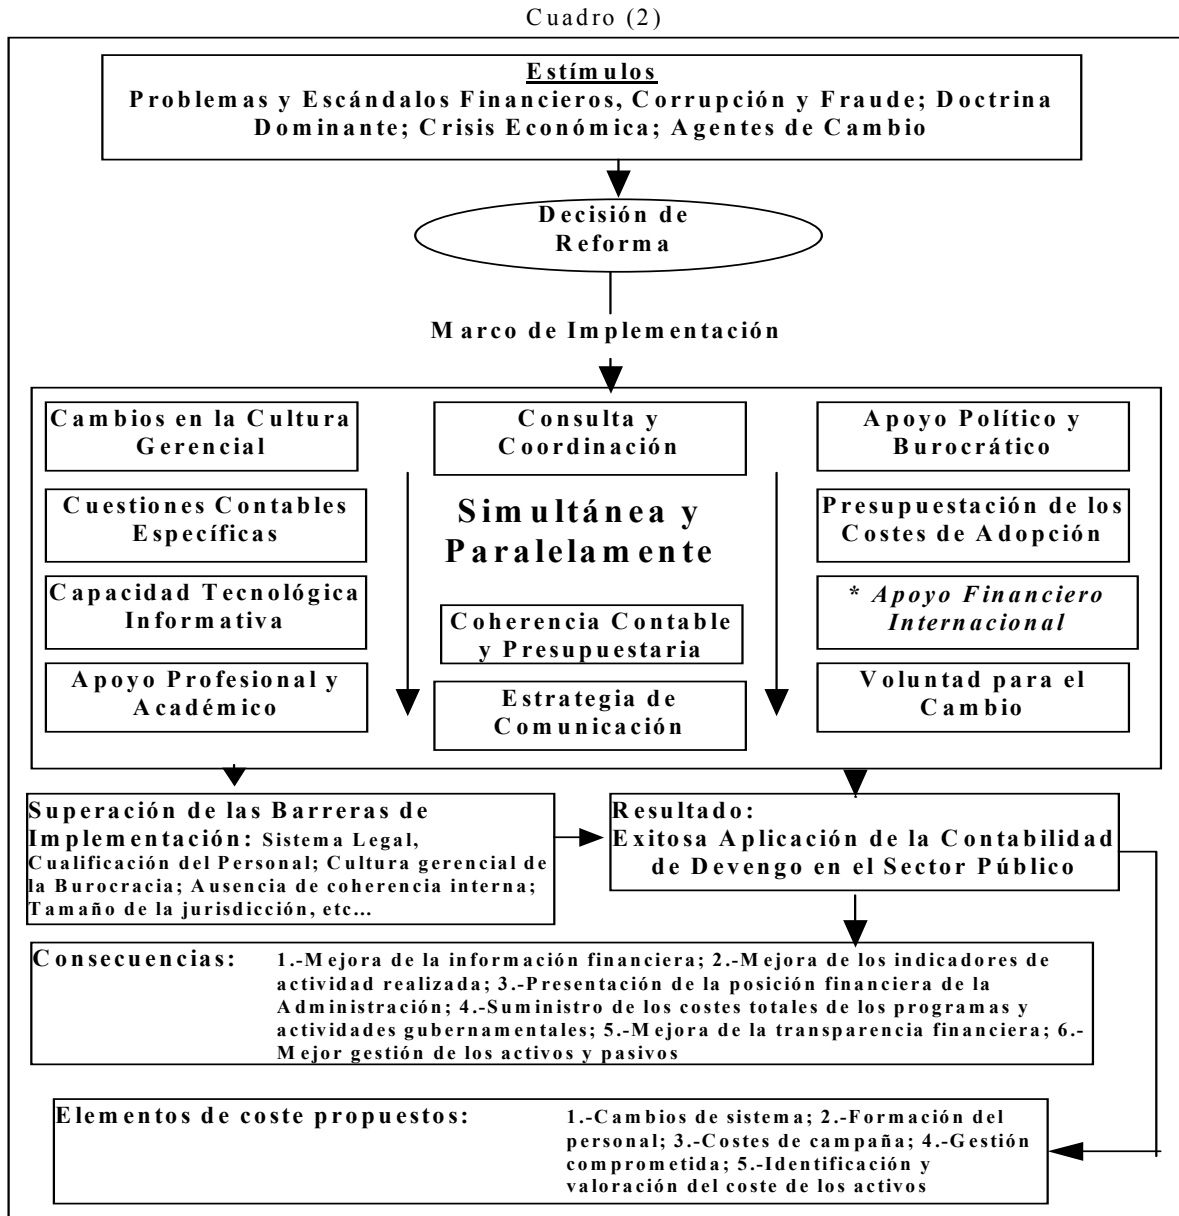 Cuadro (2)
Estímulos
Problemas y Escándalos Financieros, Corrupción y Fraude; Doctrina
Dominante; Crisis Económica; Agentes de Cambio
Decisión de
Reforma
Marco de Implementación
Cambios en la Cultura
Gerencial
Consulta y
Coordinación
Apoyo Político y
Burocrático
Cuestiones Contables
Específicas
Simultánea y
Paralelamente
Presupuestación de los
Costes de Adopción
Capacidad Tecnológica
Informativa
Coherencia Contable
y Presupuestaria
* Apoyo Financiero
Internacional
Apoyo Profesional y
Académico
Estrategia de
Comunicación
Voluntad para el
Cambio
Superación de las Barreras de
Implementación: Sistema Legal,
Cualificación del Personal; Cultura gerencial de
la Burocracia; Ausencia de coherencia interna;
Tamaño de la jurisdicción, etc...
Resultado:
Exitosa Aplicación de la Contabilidad
de Devengo en el Sector Público
Consecuencias: 1.-Mejora de la información financiera; 2.-Mejora de los indicadores de
actividad realizada; 3.-Presentación de la posición financiera de la
Administración; 4.-Suministro de los costes totales de los programas y
actividades gubernamentales; 5.-Mejora de la transparencia financiera; 6.-
Mejor gestión de los activos y pasivos
Elementos de coste propuestos: 1.-Cambios de sistema; 2.-Formación del
personal; 3.-Costes de campaña; 4.-Gestión
comprometida; 5.-Identificación y
valoración del coste de los activos